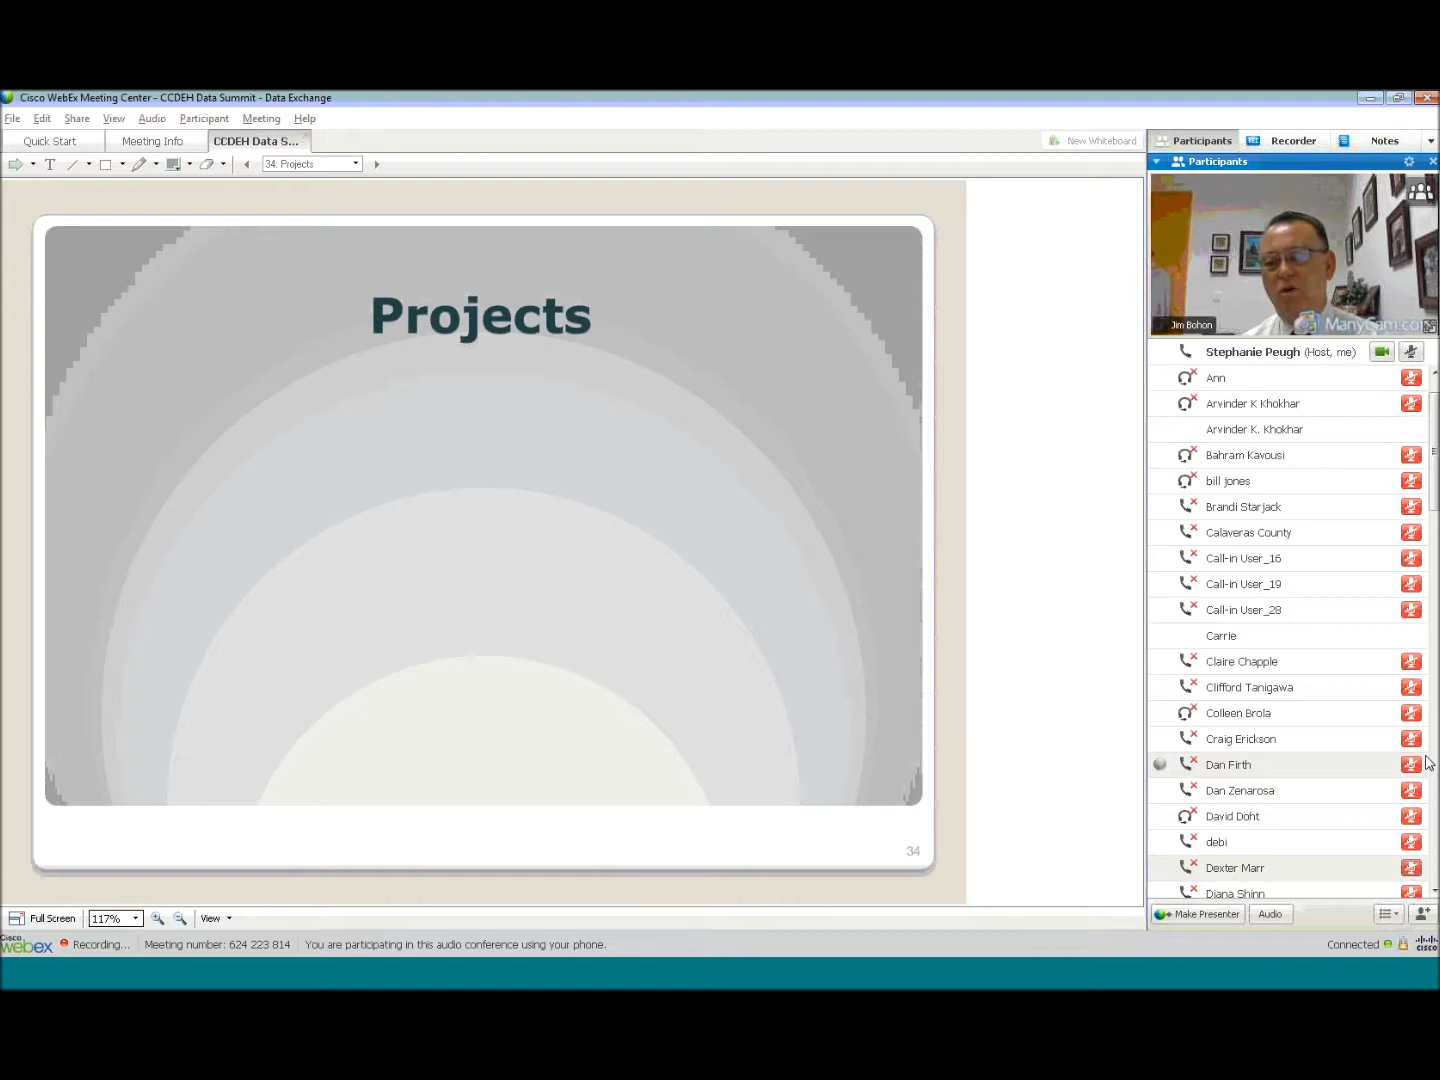 Cisco WebEx Meeting Center - CCDEH Data Summit - Data Exchange
File Edit Share View Audio Participant Meeting Help
Quick Start Meeting Info CCDEH Data S... New Whiteboard
Participants Recorder Notes
T 34: Projects
Participants
Projects
34
Jim Bohon ManyCam.co
Stephanie Peugh (Host, me)
Ann
Arvinder K Khokhar
Arvinder K. Khokhar
Bahram Kavousi
bill jones
Brandi Starjack
Calaveras County
Call-in User_16
Call-in User_19
Call-in User_28
Carrie
Claire Chapple
Clifford Tanigawa
Colleen Brola
Craig Erickson
Dan Firth
Dan Zenarosa
David Doht
debi
Dexter Marr
Diana Shinn
Make Presenter Audio
Full Screen 117% View
Cisco webex Recording... Meeting number: 624 223 814 You are participating in this audio conference using your phone. Connected cisco